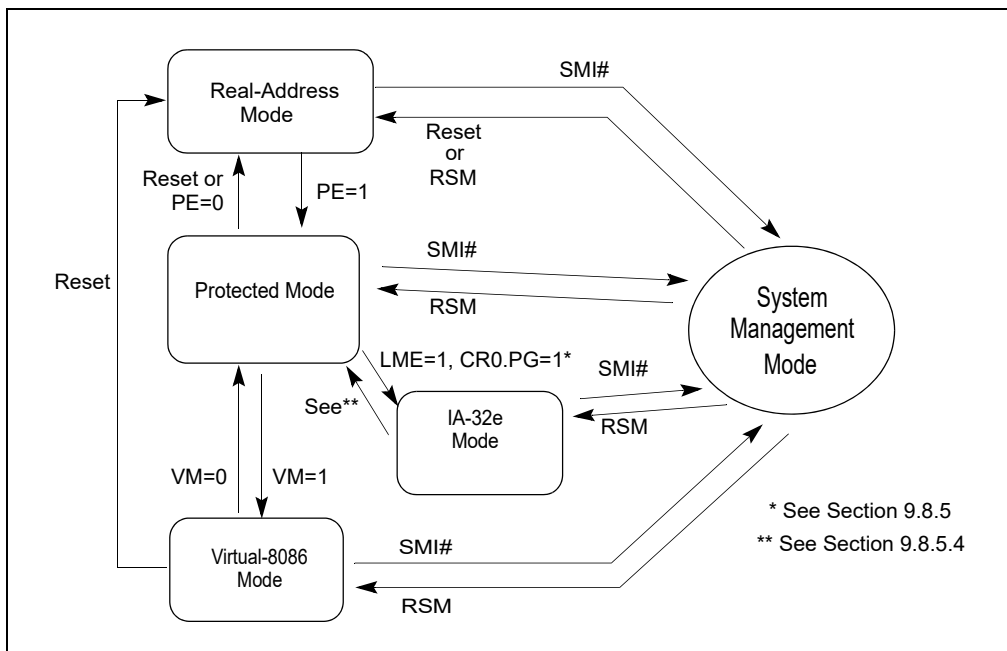 SMI#
Real-Address
Mode
Reset
or
RSM
Reset or
PE=0
PE=1
SMI#
Reset
Protected Mode
RSM
System
Management
Mode
LME=1, CR0.PG=1*
SMI#
See**
IA-32e
Mode
RSM
VM=0
VM=1
* See Section 9.8.5
** See Section 9.8.5.4
Virtual-8086
Mode
SMI#
RSM